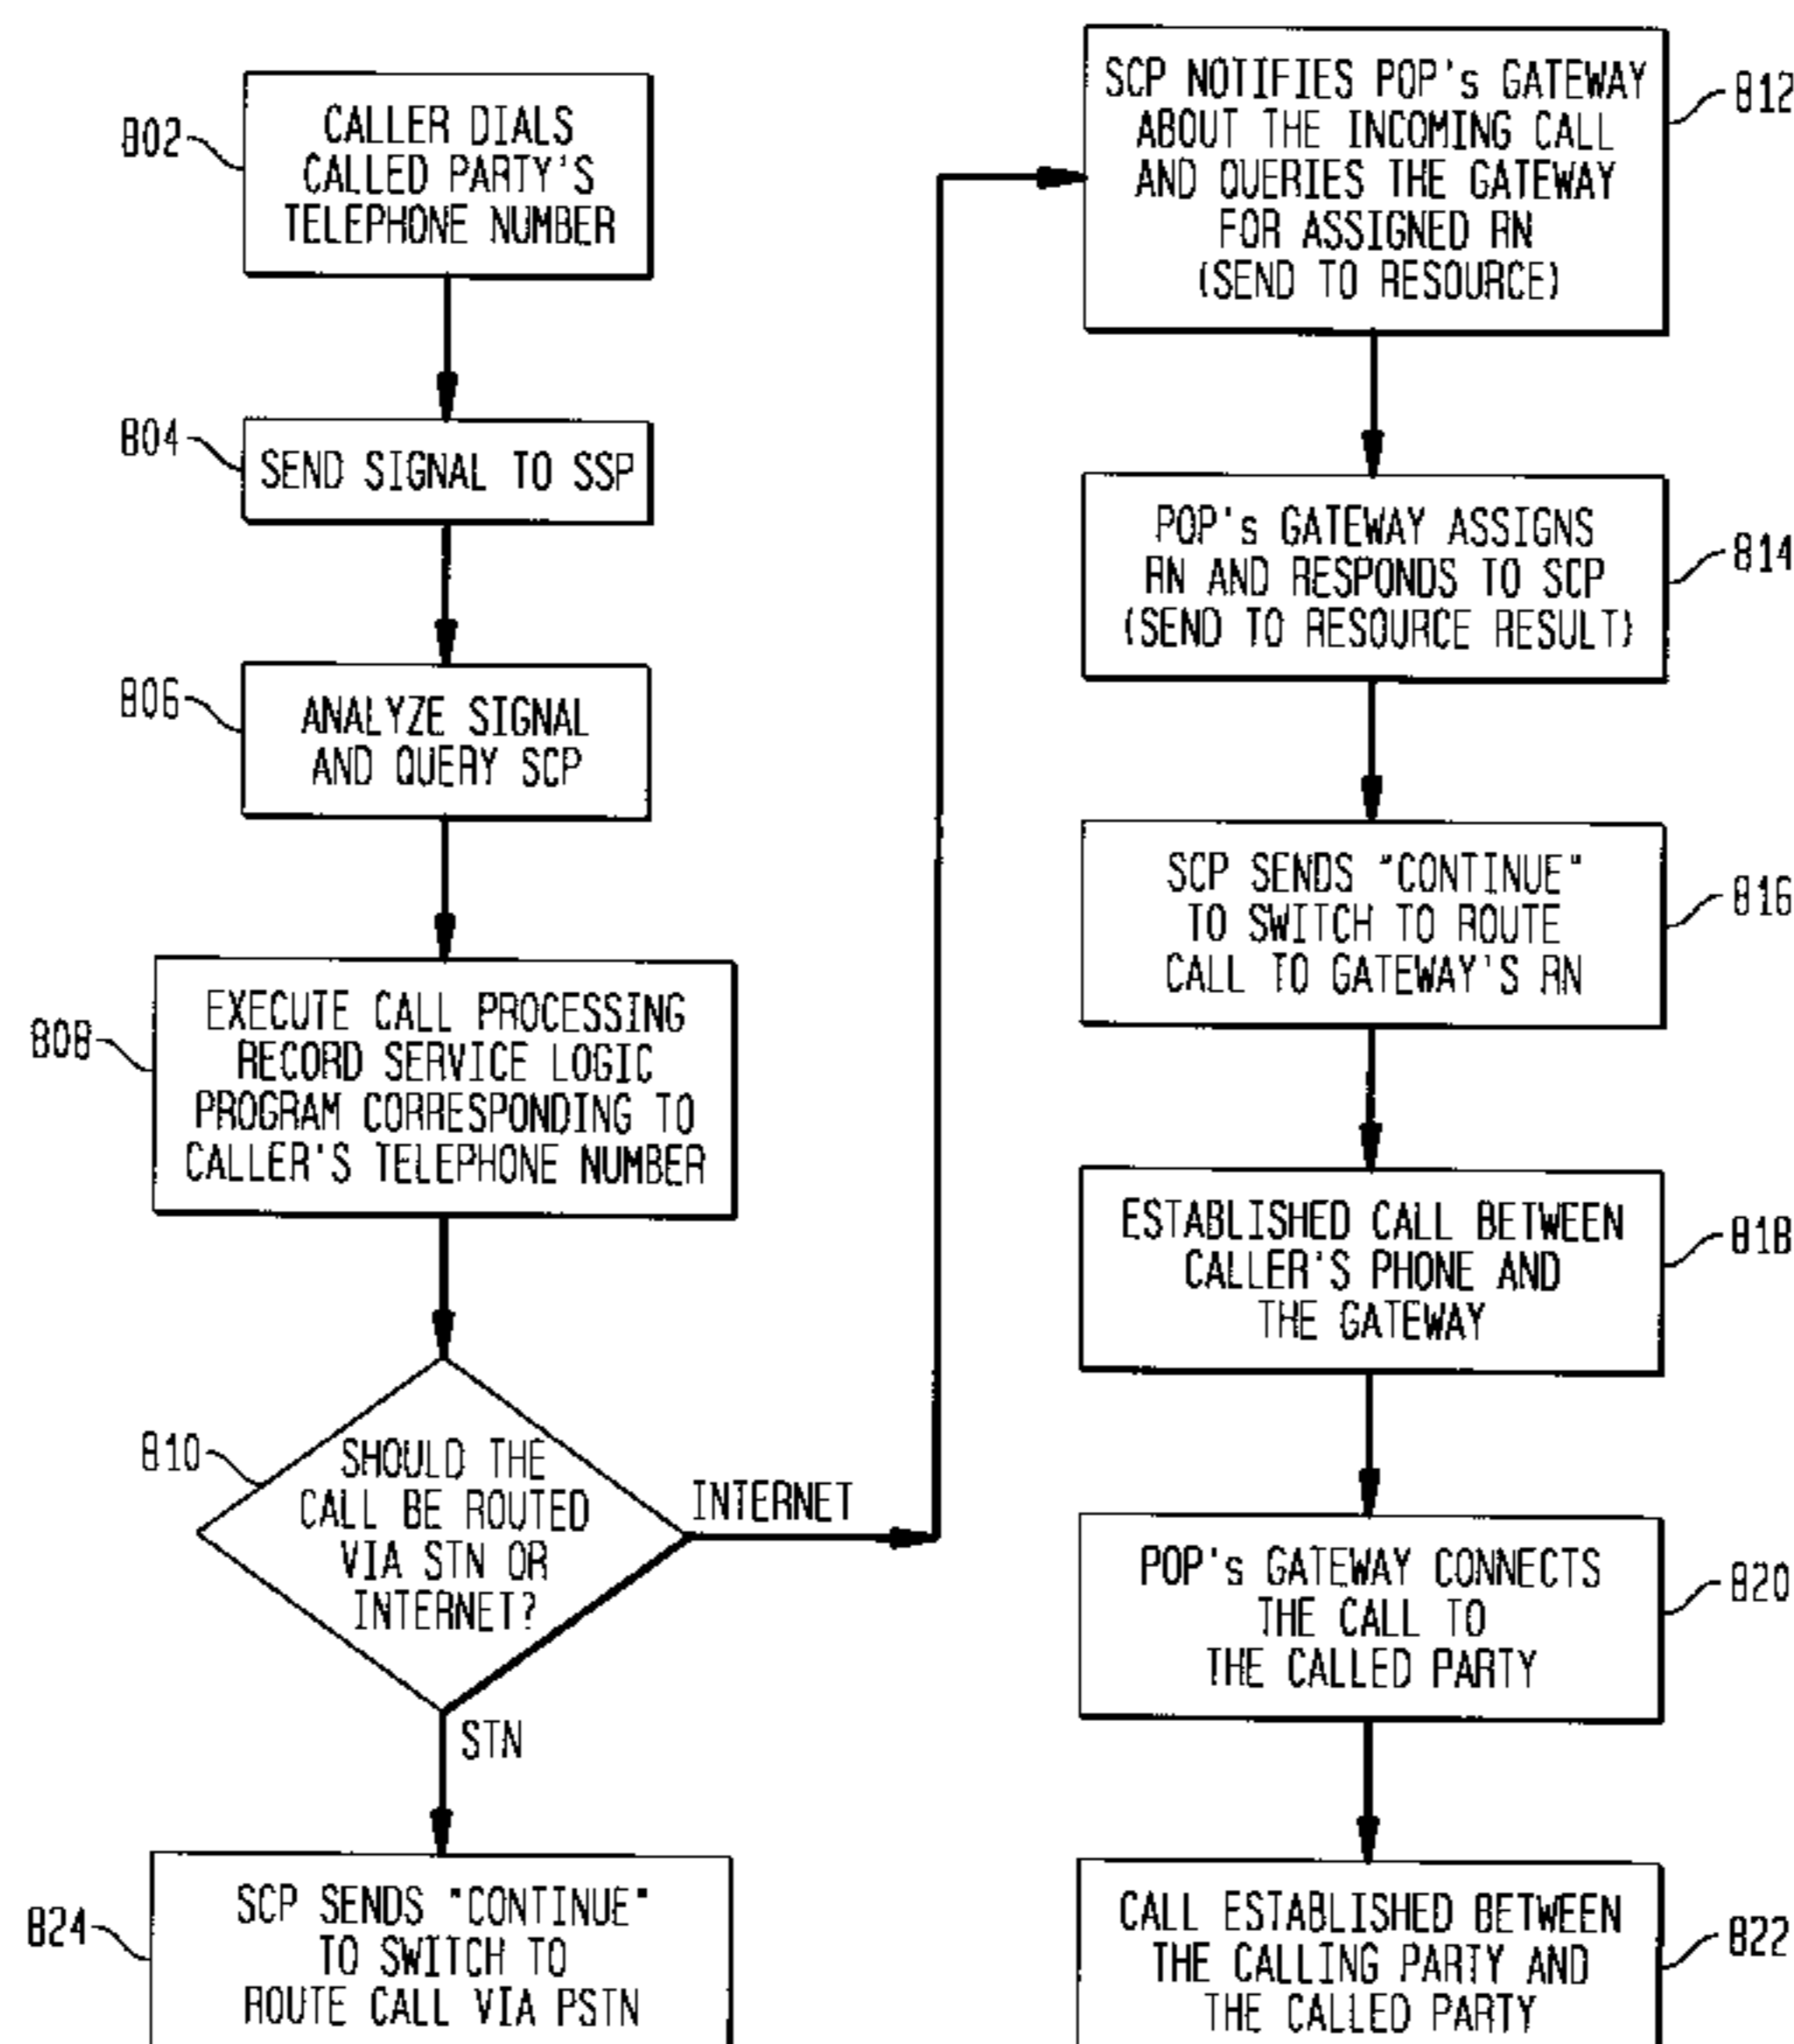 802
CALLER DIALS
CALLED PARTY'S
TELEPHONE NUMBER
804
SEND SIGNAL TO SSP
806
ANALYZE SIGNAL
AND QUERY SCP
808
EXECUTE CALL PROCESSING
RECORD SERVICE LOGIC
PROGRAM CORRESPONDING TO
CALLER'S TELEPHONE NUMBER
810
SHOULD THE
CALL BE ROUTED
VIA STN OR
INTERNET?
INTERNET
STN
824
SCP SENDS "CONTINUE"
TO SWITCH TO
ROUTE CALL VIA PSTN
SCP NOTIFIES POP's GATEWAY
ABOUT THE INCOMING CALL
AND QUERIES THE GATEWAY
FOR ASSIGNED RN
(SEND TO RESOURCE)
812
POP's GATEWAY ASSIGNS
RN AND RESPONDS TO SCP
(SEND TO RESOURCE RESULT)
814
SCP SENDS "CONTINUE"
TO SWITCH TO ROUTE
CALL TO GATEWAY'S RN
816
ESTABLISHED CALL BETWEEN
CALLER'S PHONE AND
THE GATEWAY
818
POP's GATEWAY CONNECTS
THE CALL TO
THE CALLED PARTY
820
CALL ESTABLISHED BETWEEN
THE CALLING PARTY AND
THE CALLED PARTY
822